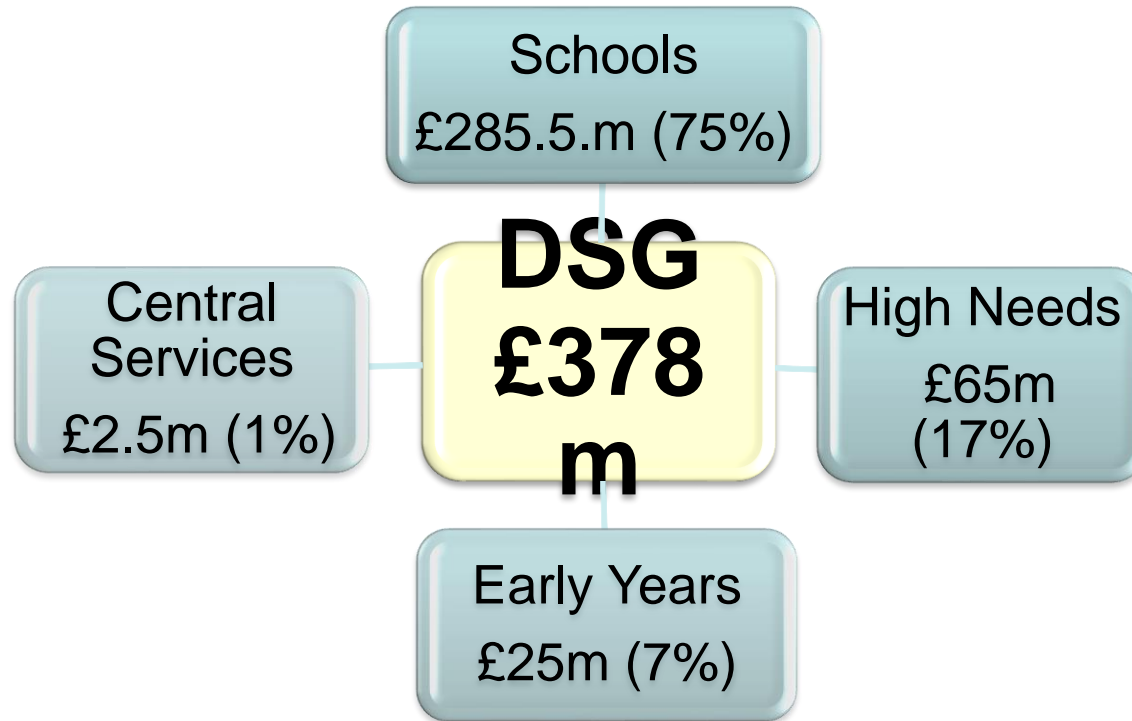 Schools
£285.5.m (75%)
DSG
£378
m
Central
Services
£2.5m (1%)
High Needs
£65m
(17%)
Early Years
£25m (7%)